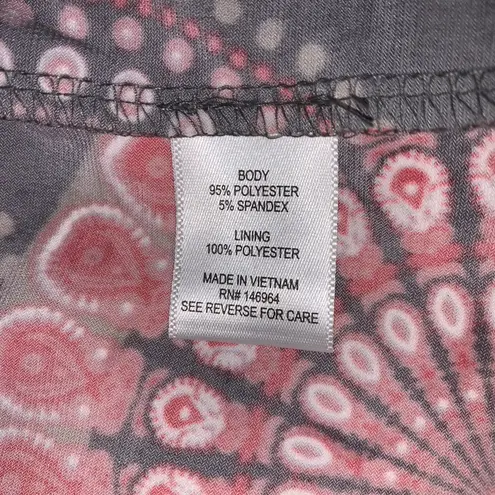 BODY
95% POLYESTER
5% SPANDEX
LINING
100% POLYESTER
MADE IN VIETNAM
RN# 146964
SEE REVERSE FOR CARE